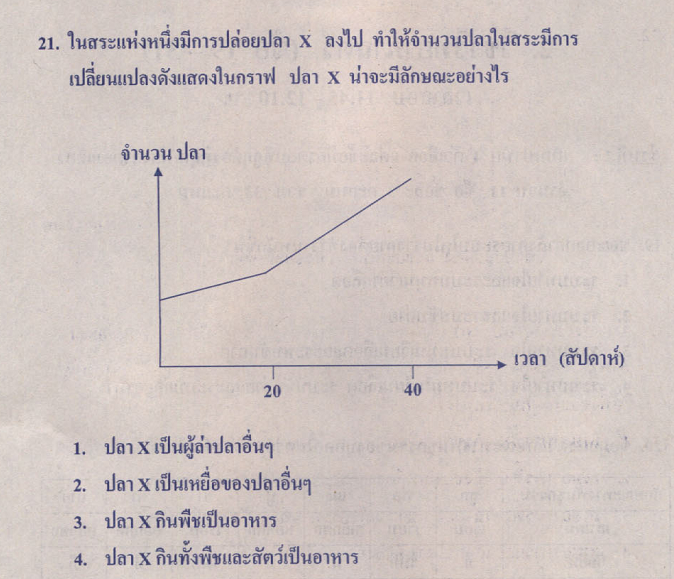 21. ในสระแห่งหนึ่งมีการปล่อยปลา X ลงไป ทำให้จำนวนปลาในสระมีการ
เปลี่ยนแปลงดังแสดงในกราฟ ปลา X น่าจะมีลักษณะอย่างไร
จำนวน ปลา
เวลา (สัปดาห์)
20 40
1. ปลา X เป็นผู้ล่าปลาอื่นๆ
2. ปลา X เป็นเหยื่อของปลาอื่นๆ
3. ปลา X กินพืชเป็นอาหาร
4. ปลา X กินทั้งพืชและสัตว์เป็นอาหาร